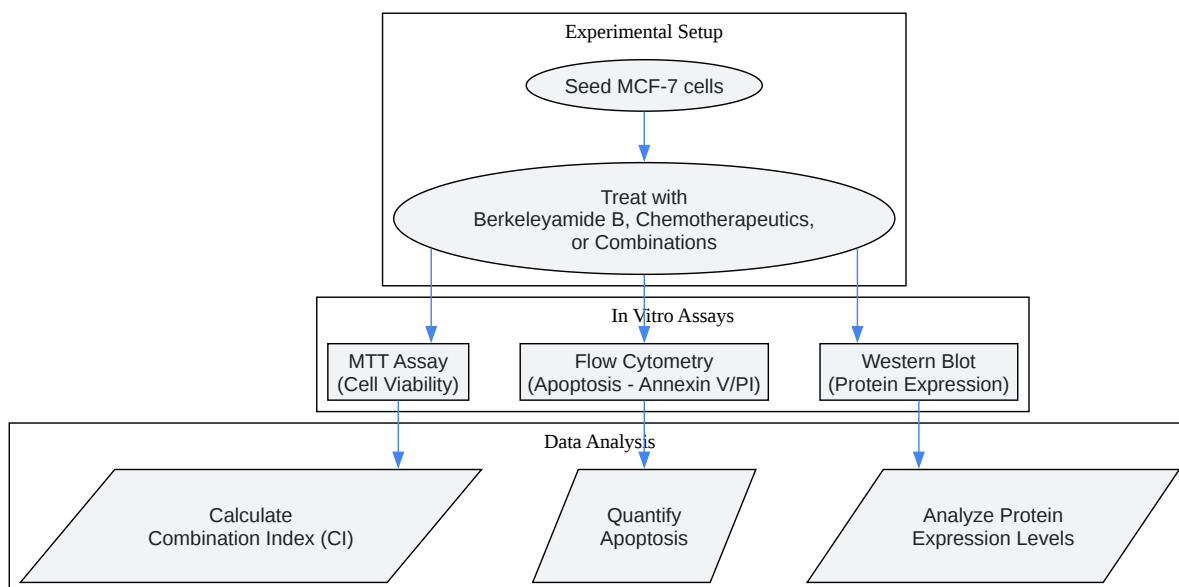 Experimental Setup
Seed MCF-7 cells
Treat with
Berkeleyamide B, Chemotherapeutics,
or Combinations
In Vitro Assays
MTT Assay
(Cell Viability)
Flow Cytometry
(Apoptosis - Annexin V/PI)
Western Blot
(Protein Expression)
Data Analysis
Calculate
Combination Index (CI)
Quantify
Apoptosis
Analyze Protein
Expression Levels